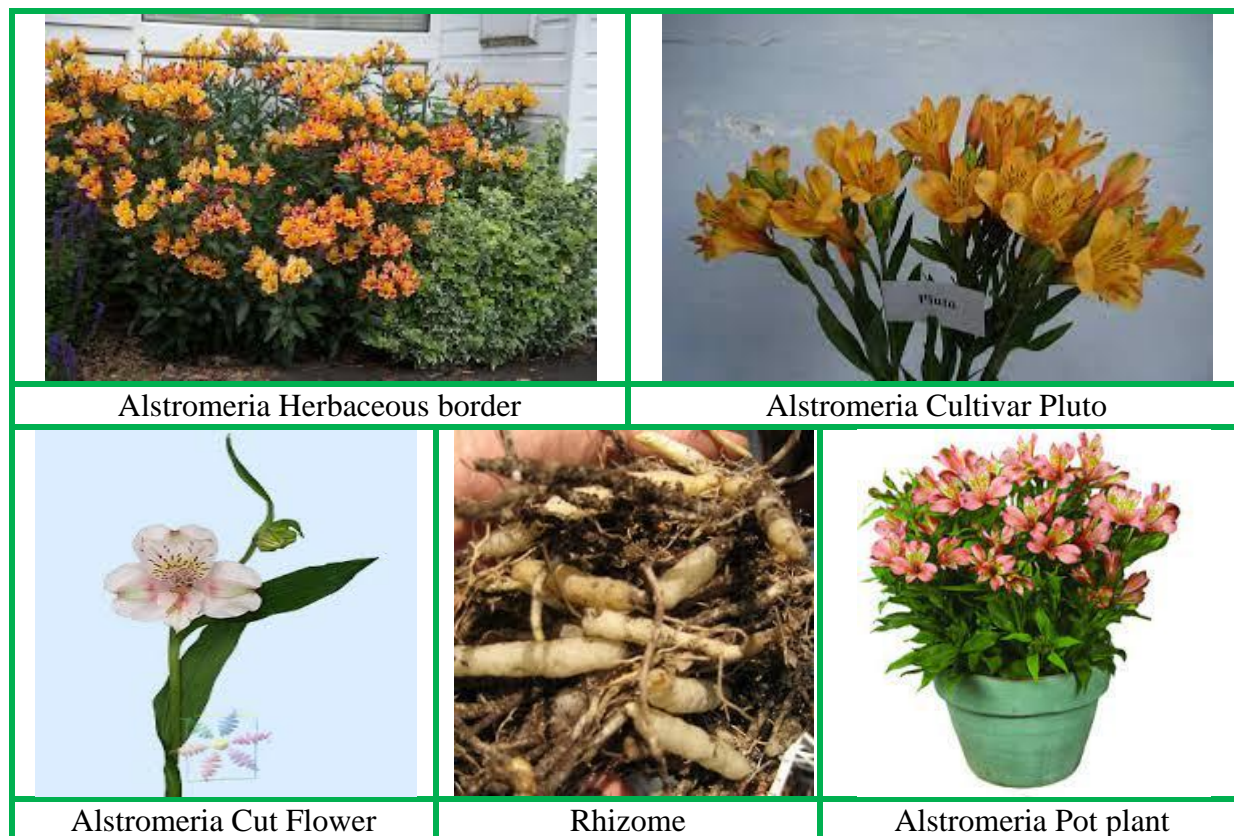 Pluto
Alstromeria Herbaceous border
Alstromeria Cultivar Pluto
Alstromeria Cut Flower
Rhizome
Alstromeria Pot plant